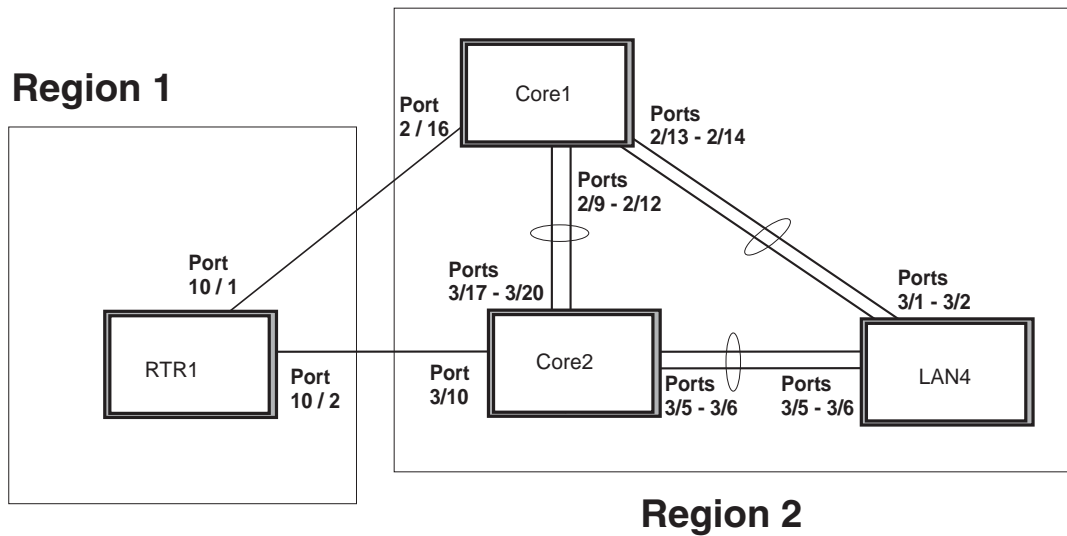 Region 1
Core1
Port
2 / 16
Ports
2/13 - 2/14
Ports
2/9 - 2/12
Port
10 / 1
Ports
3/17 - 3/20
Ports
3/1 - 3/2
RTR1
Port
10 / 2
Port
3/10
Core2
Ports
3/5 - 3/6
Ports
3/5 - 3/6
LAN4
Region 2